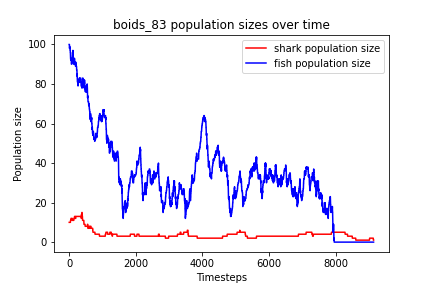 boids_83 population sizes over time
shark population size
fish population size
Population size
100
80
60
40
20
0
0
2000
4000
6000
8000
Timesteps